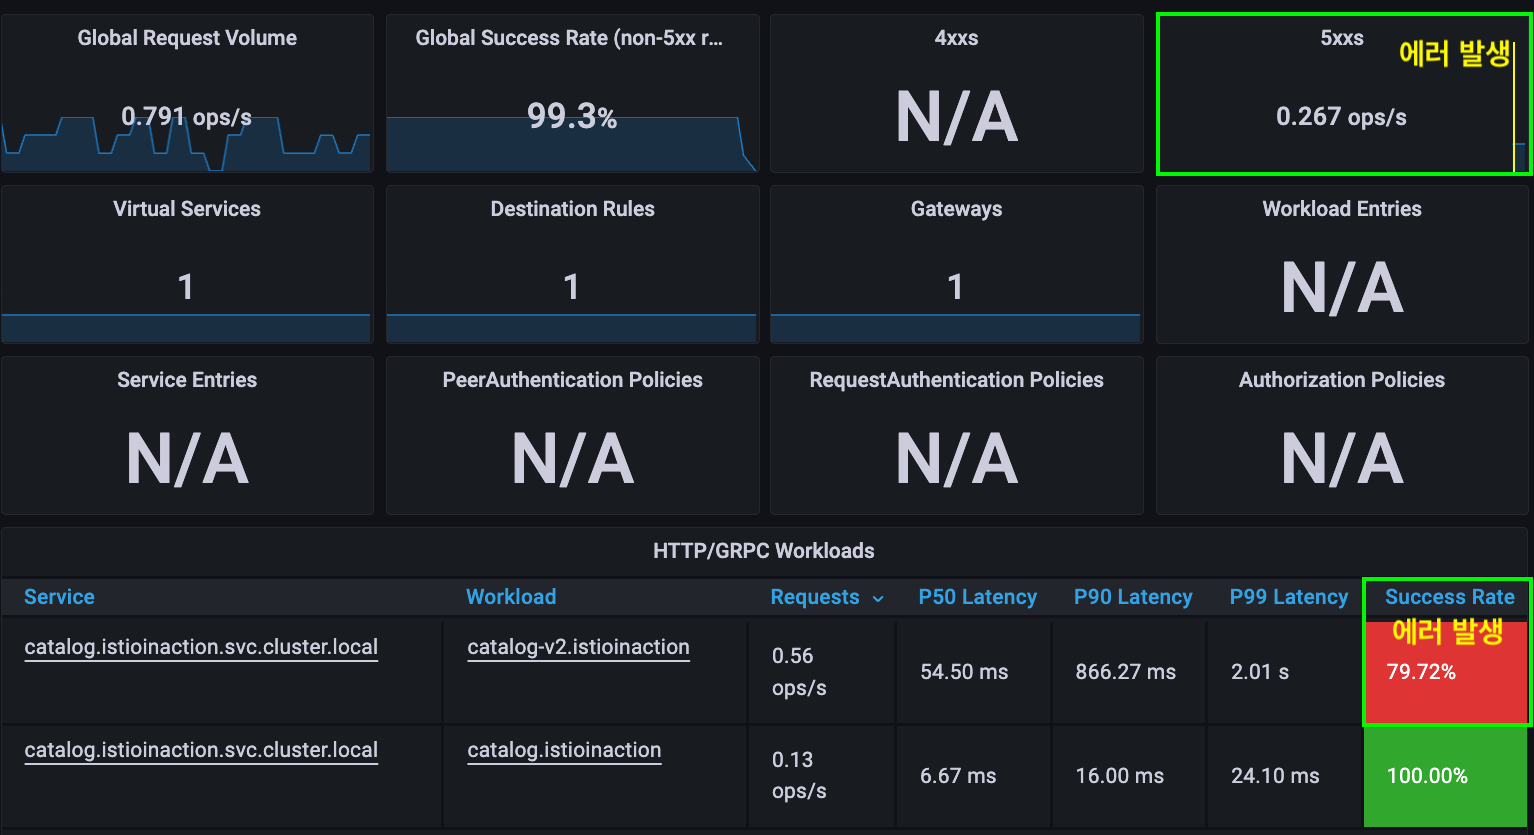 Global Request Volume
0.791 ops/s
Global Success Rate (non-5xx r...
99.3%
4xxs
N/A
5xxs
에러 발생
0.267 ops/s
Virtual Services
1
Destination Rules
1
Gateways
1
Workload Entries
N/A
Service Entries
N/A
PeerAuthentication Policies
N/A
RequestAuthentication Policies
N/A
Authorization Policies
N/A
HTTP/GRPC Workloads
Service Workload Requests P50 Latency P90 Latency P99 Latency Success Rate
에러 발생
catalog.istioinaction.svc.cluster.local catalog-v2.istioinaction 0.56 ops/s 54.50 ms 866.27 ms 2.01 s 79.72%
catalog.istioinaction.svc.cluster.local catalog.istioinaction 0.13 ops/s 6.67 ms 16.00 ms 24.10 ms 100.00%